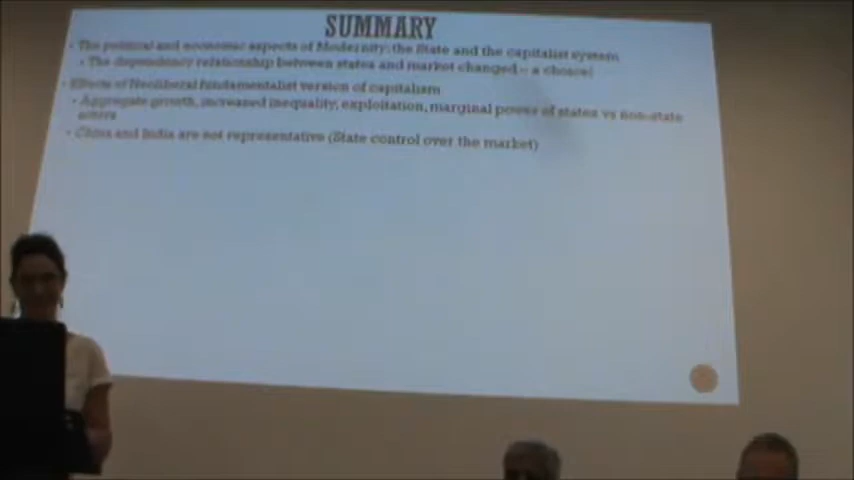 SUMMARY
• The political and economic aspects of Modernity: the State and the capitalist system
• The dependency relationship between states and market changed – a choice!
• Effects of Neoliberal fundamentalist version of capitalism
• Aggregate growth, increased inequality, exploitation, marginal power of states vs non-state
actors
• China and India are not representative (State control over the market)